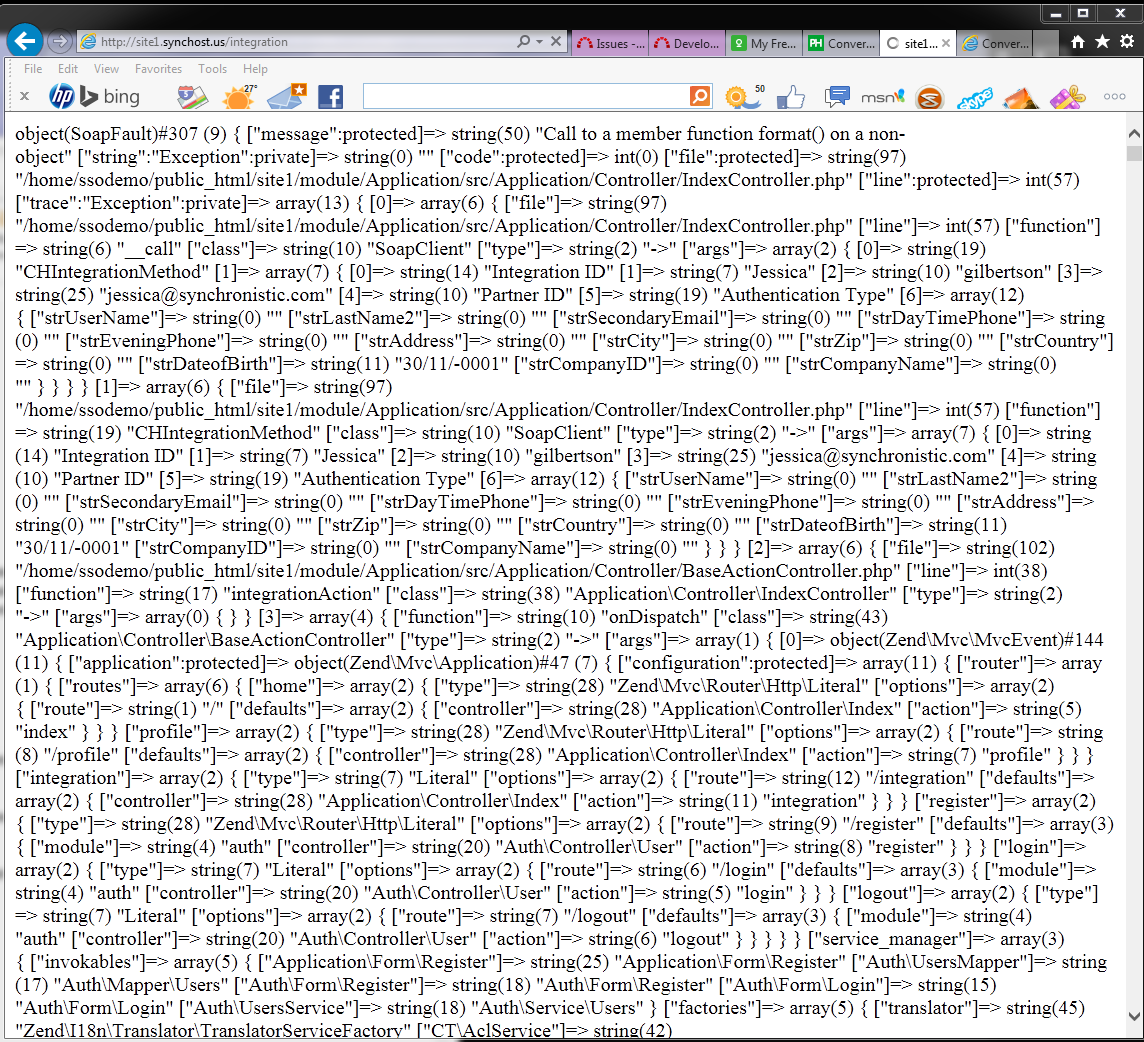 http://site1.synchost.us/integration
Issues -...
Develo...
My Fre...
Conver...
site1...
Conver...
File Edit View Favorites Tools Help
hp bing
27°
50
msn
skype
object(SoapFault)#307 (9) { ["message":protected]=> string(50) "Call to a member function format() on a non-
object" ["string":"Exception":private]=> string(0) "" ["code":protected]=> int(0) ["file":protected]=> string(97)
"/home/ssodemo/public_html/site1/module/Application/src/Application/Controller/IndexController.php" ["line":protected]=> int(57)
["trace":"Exception":private]=> array(13) { [0]=> array(6) { ["file"]=> string(97)
"/home/ssodemo/public_html/site1/module/Application/src/Application/Controller/IndexController.php" ["line"]=> int(57) ["function"]
=> string(6) "__call" ["class"]=> string(10) "SoapClient" ["type"]=> string(2) "->" ["args"]=> array(2) { [0]=> string(19)
"CHIntegrationMethod" [1]=> array(7) { [0]=> string(14) "Integration ID" [1]=> string(7) "Jessica" [2]=> string(10) "gilbertson" [3]=>
string(25) "jessica@synchronistic.com" [4]=> string(10) "Partner ID" [5]=> string(19) "Authentication Type" [6]=> array(12)
{ ["strUserName"]=> string(0) "" ["strLastName2"]=> string(0) "" ["strSecondaryEmail"]=> string(0) "" ["strDayTimePhone"]=> string
(0) "" ["strEveningPhone"]=> string(0) "" ["strAddress"]=> string(0) "" ["strCity"]=> string(0) "" ["strZip"]=> string(0) "" ["strCountry"]
=> string(0) "" ["strDateofBirth"]=> string(11) "30/11/-0001" ["strCompanyID"]=> string(0) "" ["strCompanyName"]=> string(0)
"" } } } } [1]=> array(6) { ["file"]=> string(97)
"/home/ssodemo/public_html/site1/module/Application/src/Application/Controller/IndexController.php" ["line"]=> int(57) ["function"]
=> string(19) "CHIntegrationMethod" ["class"]=> string(10) "SoapClient" ["type"]=> string(2) "->" ["args"]=> array(7) { [0]=> string
(14) "Integration ID" [1]=> string(7) "Jessica" [2]=> string(10) "gilbertson" [3]=> string(25) "jessica@synchronistic.com" [4]=> string
(10) "Partner ID" [5]=> string(19) "Authentication Type" [6]=> array(12) { ["strUserName"]=> string(0) "" ["strLastName2"]=> string
(0) "" ["strSecondaryEmail"]=> string(0) "" ["strDayTimePhone"]=> string(0) "" ["strEveningPhone"]=> string(0) "" ["strAddress"]=>
string(0) "" ["strCity"]=> string(0) "" ["strZip"]=> string(0) "" ["strCountry"]=> string(0) "" ["strDateofBirth"]=> string(11)
"30/11/-0001" ["strCompanyID"]=> string(0) "" ["strCompanyName"]=> string(0) "" } } } [2]=> array(6) { ["file"]=> string(102)
"/home/ssodemo/public_html/site1/module/Application/src/Application/Controller/BaseActionController.php" ["line"]=> int(38)
["function"]=> string(17) "integrationAction" ["class"]=> string(38) "Application\Controller\IndexController" ["type"]=> string(2)
"->" ["args"]=> array(0) { } } [3]=> array(4) { ["function"]=> string(10) "onDispatch" ["class"]=> string(43)
"Application\Controller\BaseActionController" ["type"]=> string(2) "->" ["args"]=> array(1) { [0]=> object(Zend\Mvc\MvcEvent)#144
(11) { ["application":protected]=> object(Zend\Mvc\Application)#47 (7) { ["configuration":protected]=> array(11) { ["router"]=> array
(1) { ["routes"]=> array(6) { ["home"]=> array(2) { ["type"]=> string(28) "Zend\Mvc\Router\Http\Literal" ["options"]=> array(2)
{ ["route"]=> string(1) "/" ["defaults"]=> array(2) { ["controller"]=> string(28) "Application\Controller\Index" ["action"]=> string(5)
"index" } } } ["profile"]=> array(2) { ["type"]=> string(28) "Zend\Mvc\Router\Http\Literal" ["options"]=> array(2) { ["route"]=> string
(8) "/profile" ["defaults"]=> array(2) { ["controller"]=> string(28) "Application\Controller\Index" ["action"]=> string(7) "profile" } } }
["integration"]=> array(2) { ["type"]=> string(7) "Literal" ["options"]=> array(2) { ["route"]=> string(12) "/integration" ["defaults"]=>
array(2) { ["controller"]=> string(28) "Application\Controller\Index" ["action"]=> string(11) "integration" } } } ["register"]=> array(2)
{ ["type"]=> string(28) "Zend\Mvc\Router\Http\Literal" ["options"]=> array(2) { ["route"]=> string(9) "/register" ["defaults"]=> array(3)
{ ["module"]=> string(4) "auth" ["controller"]=> string(20) "Auth\Controller\User" ["action"]=> string(8) "register" } } } ["login"]=>
array(2) { ["type"]=> string(7) "Literal" ["options"]=> array(2) { ["route"]=> string(6) "/login" ["defaults"]=> array(3) { ["module"]=>
string(4) "auth" ["controller"]=> string(20) "Auth\Controller\User" ["action"]=> string(5) "login" } } } ["logout"]=> array(2) { ["type"]
=> string(7) "Literal" ["options"]=> array(2) { ["route"]=> string(7) "/logout" ["defaults"]=> array(3) { ["module"]=> string(4)
"auth" ["controller"]=> string(20) "Auth\Controller\User" ["action"]=> string(6) "logout" } } } } } ["service_manager"]=> array(3)
{ ["invokables"]=> array(5) { ["Application\Form\Register"]=> string(25) "Application\Form\Register" ["Auth\UsersMapper"]=> string
(17) "Auth\Mapper\Users" ["Auth\Form\Register"]=> string(18) "Auth\Form\Register" ["Auth\Form\Login"]=> string(15)
"Auth\Form\Login" ["Auth\UsersService"]=> string(18) "Auth\Service\Users" } ["factories"]=> array(5) { ["translator"]=> string(45)
"Zend\I18n\Translator\TranslatorServiceFactory" ["CT\AclService"]=> string(42)